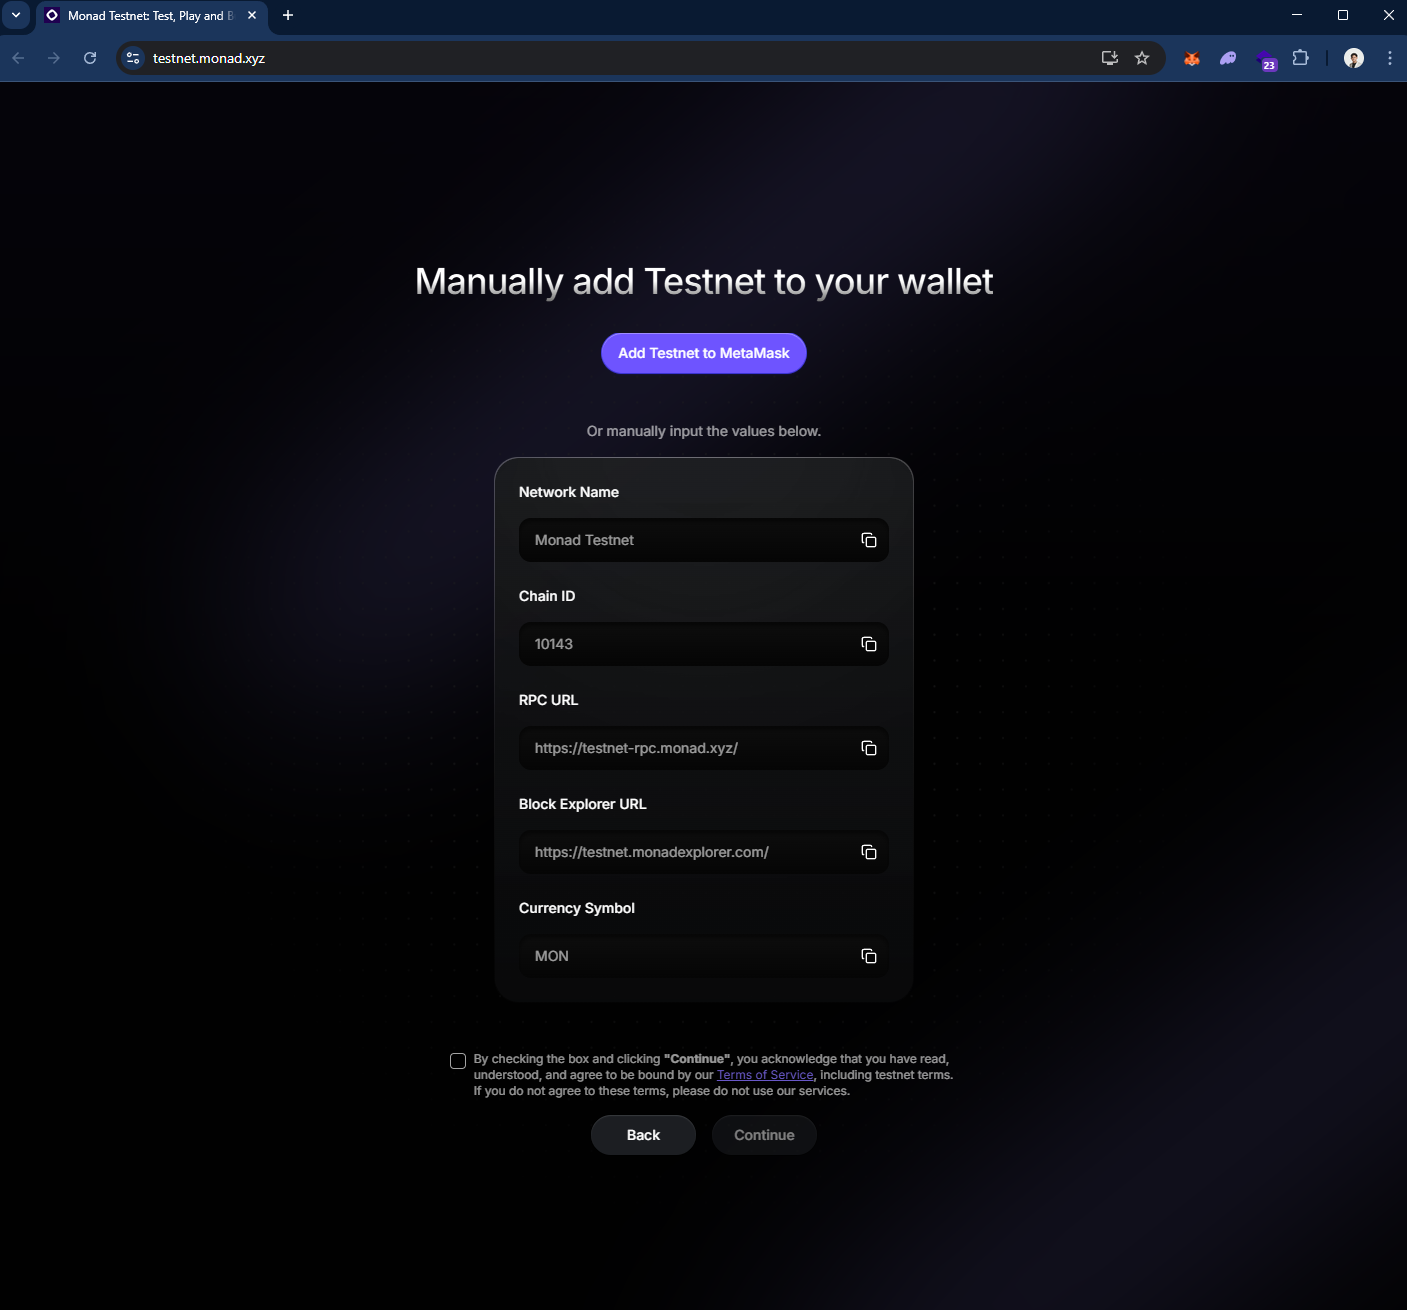 Monad Testnet: Test, Play and B
testnet.monad.xyz
23
Manually add Testnet to your wallet
Add Testnet to MetaMask
Or manually input the values below.
Network Name
Monad Testnet
Chain ID
10143
RPC URL
https://testnet-rpc.monad.xyz/
Block Explorer URL
https://testnet.monadexplorer.com/
Currency Symbol
MON
By checking the box and clicking "Continue", you acknowledge that you have read,
understood, and agree to be bound by our Terms of Service, including testnet terms.
If you do not agree to these terms, please do not use our services.
Back
Continue